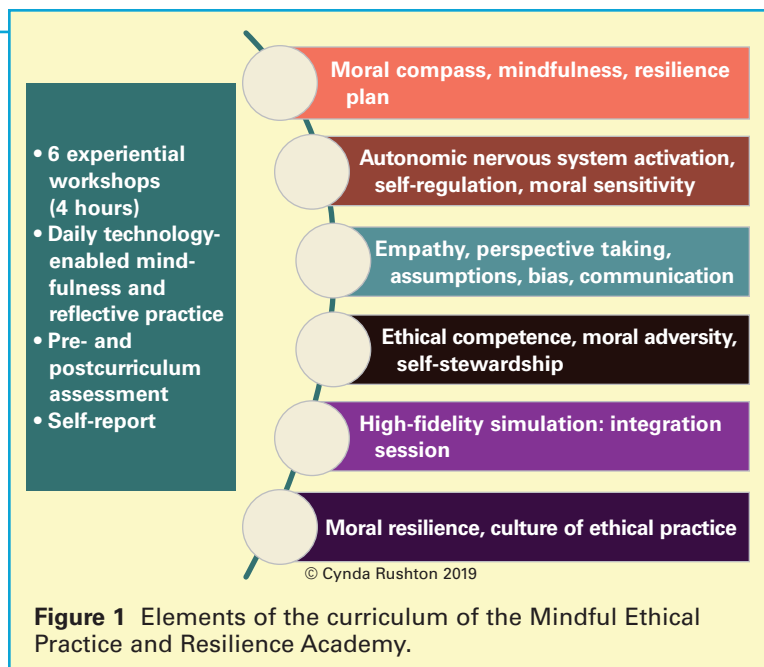 • 6 experiential
workshops
(4 hours)
• Daily technology-
enabled mind-
fulness and
reflective practice
• Pre- and
postcurriculum
assessment
• Self-report
Moral compass, mindfulness, resilience
plan
Autonomic nervous system activation,
self-regulation, moral sensitivity
Empathy, perspective taking,
assumptions, bias, communication
Ethical competence, moral adversity,
self-stewardship
High-fidelity simulation: integration
session
Moral resilience, culture of ethical practice
© Cynda Rushton 2019
Figure 1 Elements of the curriculum of the Mindful Ethical
Practice and Resilience Academy.